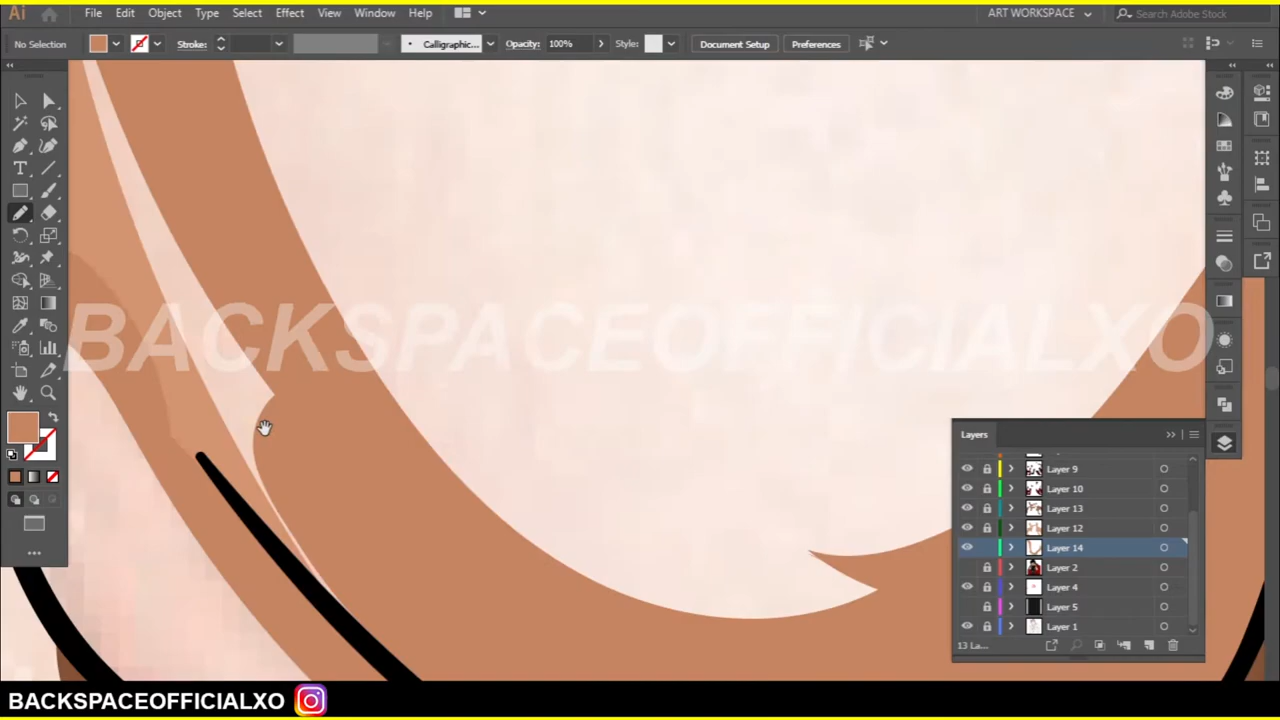 Ai File Edit Object Type Select Effect View Window Help ART WORKSPACE Search Adobe Stock
No Selection Stroke: Calligraphic... Opacity: 100% Style: Document Setup Preferences
BACKSPACEOFFICIALXO
Layers
Layer 9
Layer 10
Layer 13
Layer 12
Layer 14
Layer 2
Layer 4
Layer 5
Layer 1
13 La...
BACKSPACEOFFICIALXO